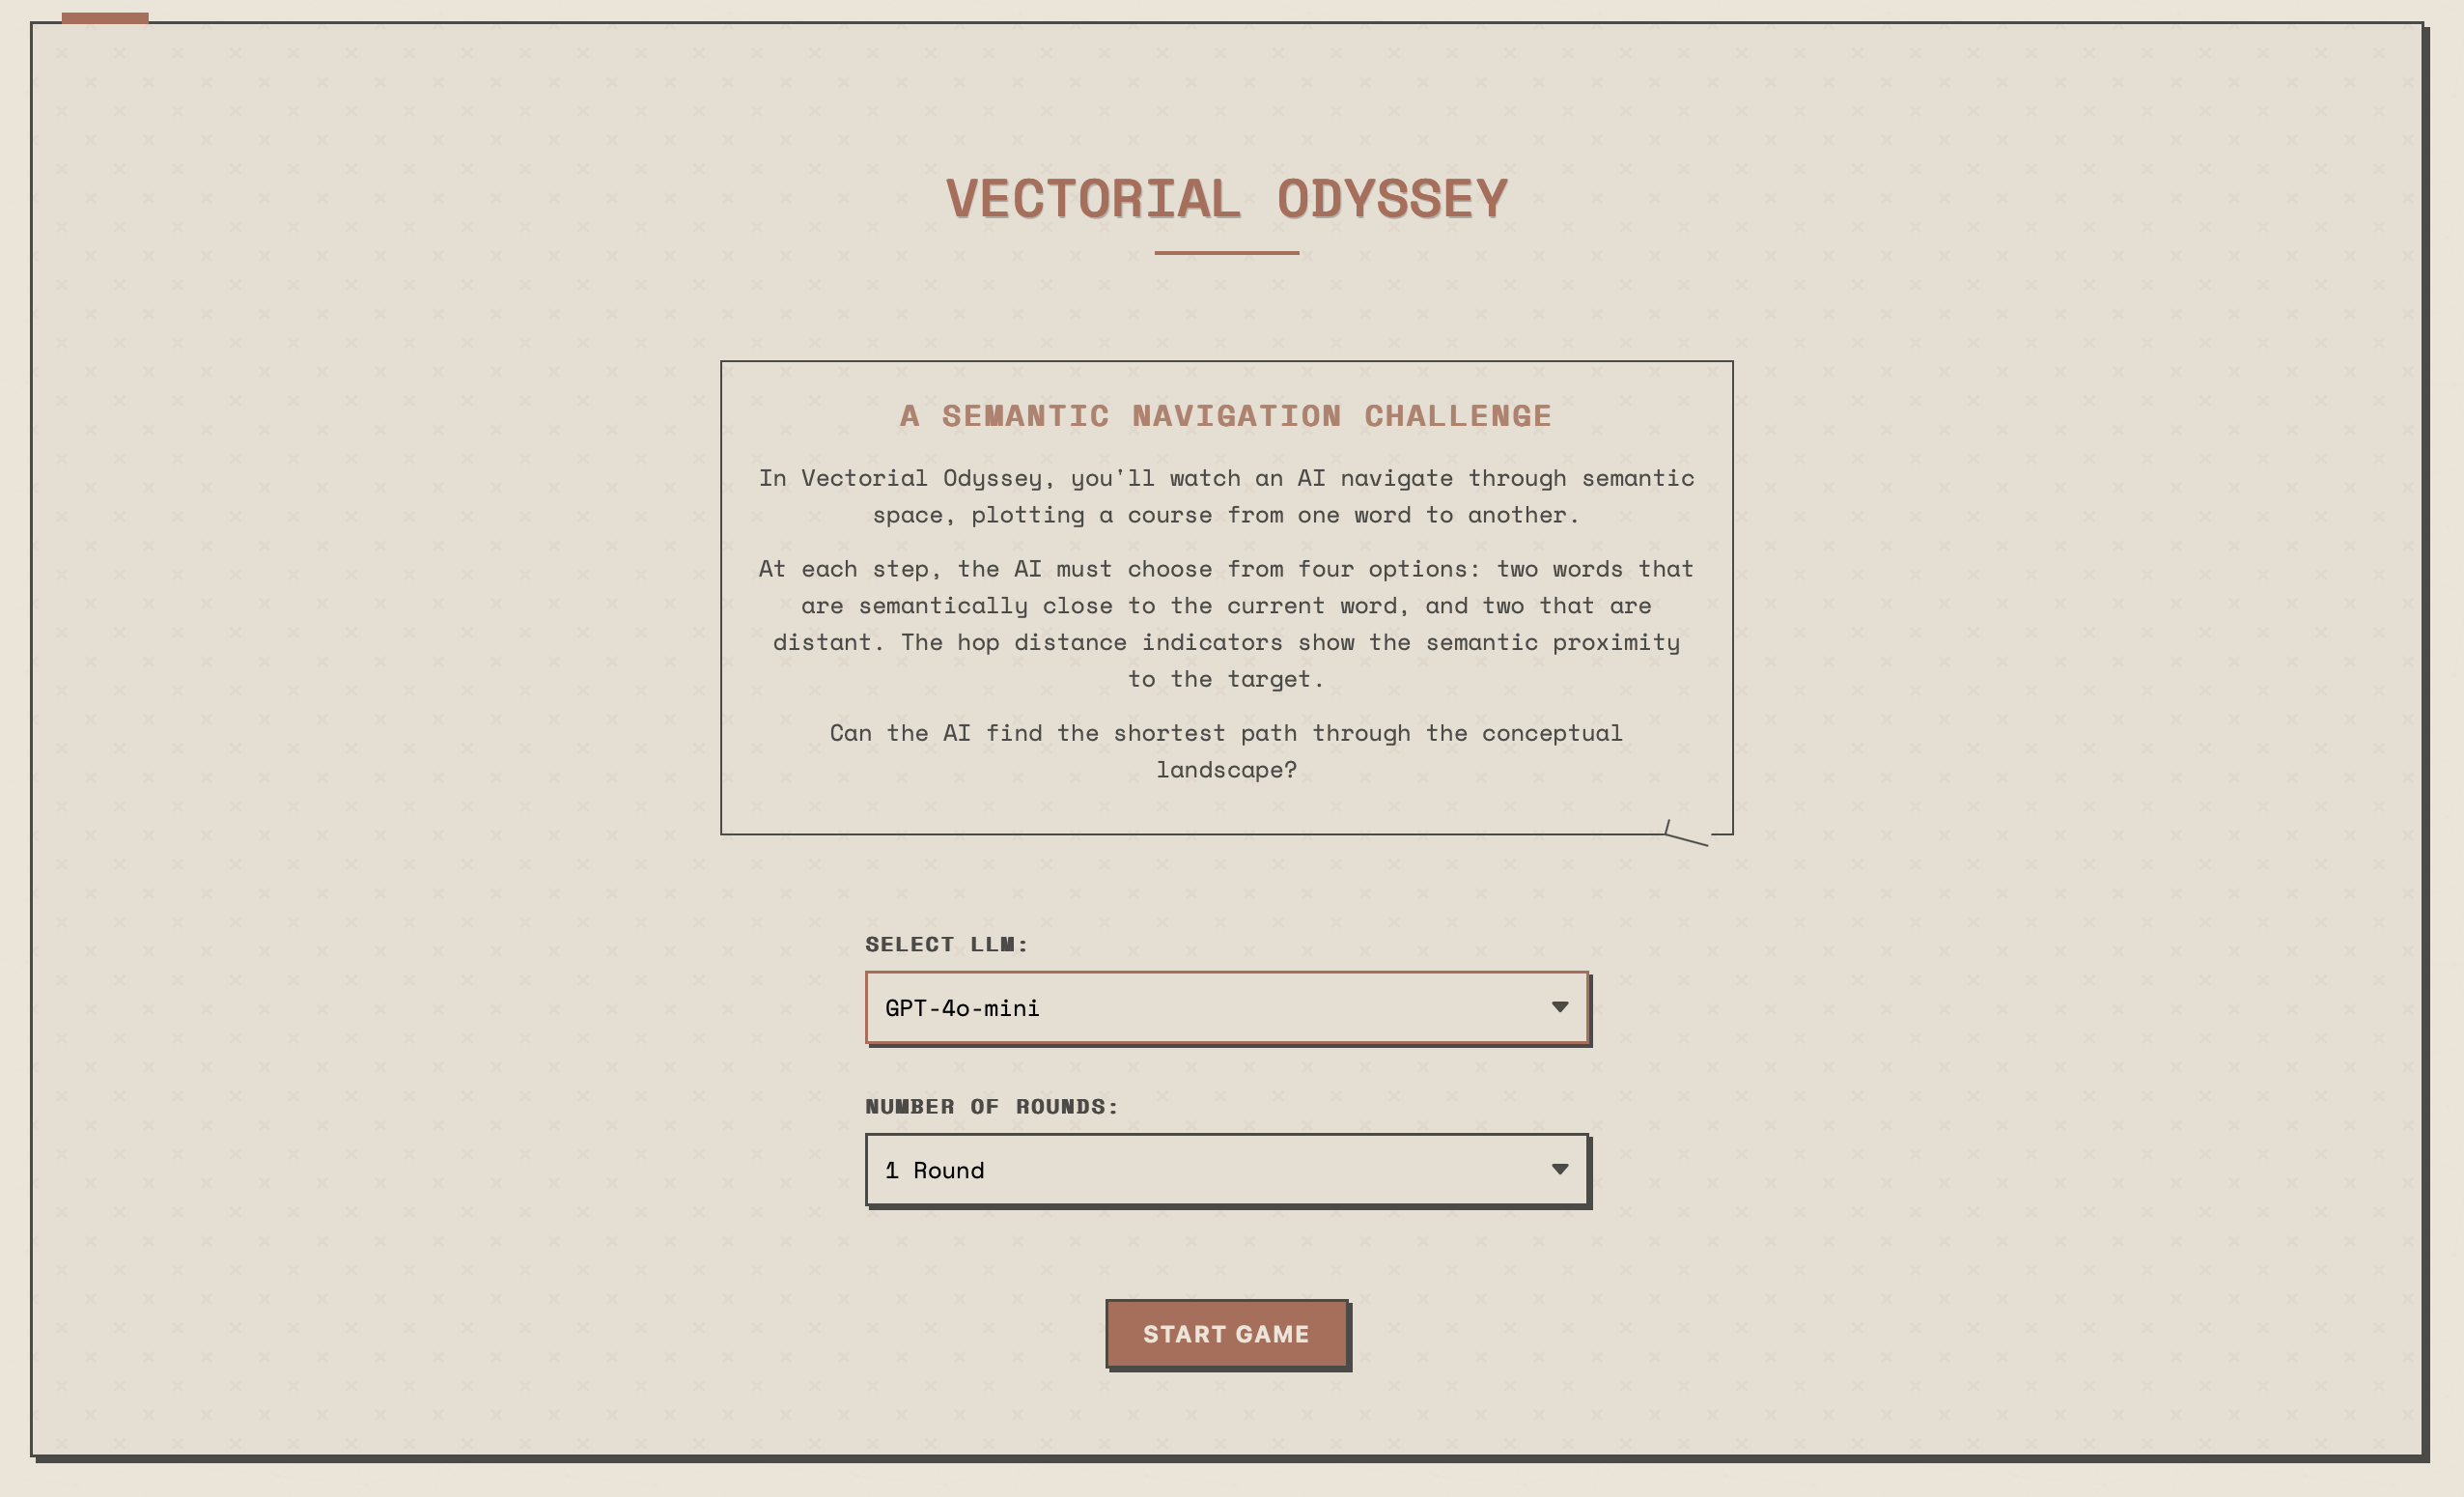 VECTORIAL ODYSSEY
A SEMANTIC NAVIGATION CHALLENGE
In Vectorial Odyssey, you'll watch an AI navigate through semantic
space, plotting a course from one word to another.
At each step, the AI must choose from four options: two words that
are semantically close to the current word, and two that are
distant. The hop distance indicators show the semantic proximity
to the target.
Can the AI find the shortest path through the conceptual
landscape?
SELECT LLM:
GPT-4o-mini
NUMBER OF ROUNDS:
1 Round
START GAME